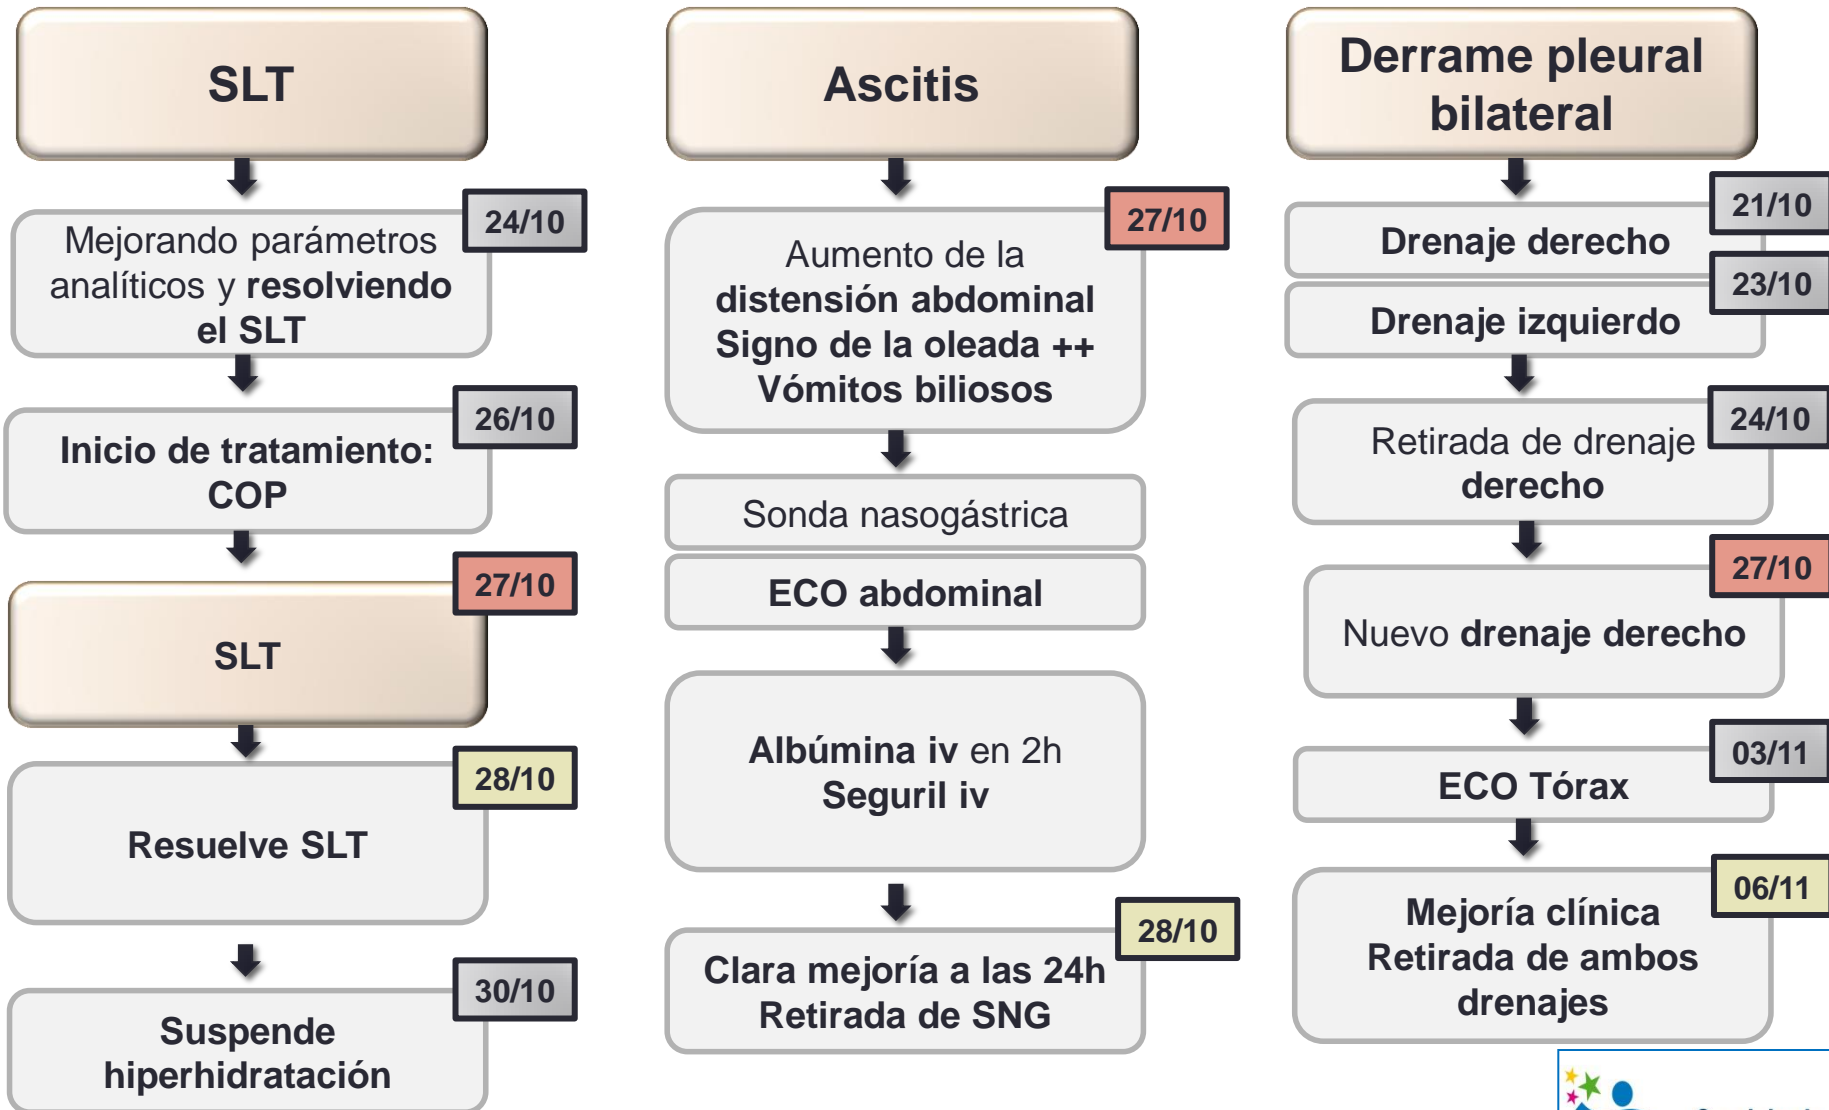 SLT
24/10
Mejorando parámetros
analíticos y resolviendo
el SLT
26/10
Inicio de tratamiento:
COP
27/10
SLT
28/10
Resuelve SLT
30/10
Suspende
hiperhidratación
Ascitis
27/10
Aumento de la
distensión abdominal
Signo de la oleada ++
Vómitos biliosos
Sonda nasogástrica
ECO abdominal
Albúmina iv en 2h
Seguril iv
28/10
Clara mejoría a las 24h
Retirada de SNG
Derrame pleural
bilateral
21/10
Drenaje derecho
23/10
Drenaje izquierdo
24/10
Retirada de drenaje
derecho
27/10
Nuevo drenaje derecho
03/11
ECO Tórax
06/11
Mejoría clínica
Retirada de ambos
drenajes